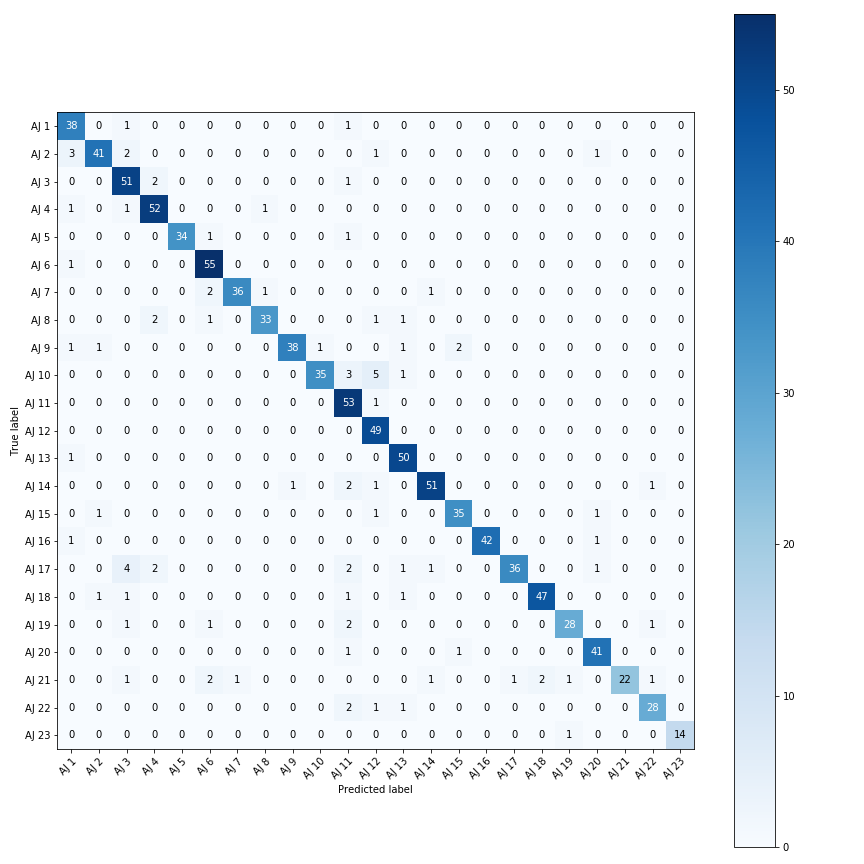 AJ 1 38 0 1 0 0 0 0 0 0 0 1 0 0 0 0 0 0 0 0 0 0 0 0
AJ 2 3 41 2 0 0 0 0 0 0 0 0 1 0 0 0 0 0 0 0 1 0 0 0
AJ 3 0 0 51 2 0 0 0 0 0 0 1 0 0 0 0 0 0 0 0 0 0 0 0
AJ 4 1 0 1 52 0 0 0 1 0 0 0 0 0 0 0 0 0 0 0 0 0 0 0
AJ 5 0 0 0 0 34 1 0 0 0 0 1 0 0 0 0 0 0 0 0 0 0 0 0
AJ 6 1 0 0 0 0 55 0 0 0 0 0 0 0 0 0 0 0 0 0 0 0 0 0
AJ 7 0 0 0 0 0 2 36 1 0 0 0 0 0 1 0 0 0 0 0 0 0 0 0
AJ 8 0 0 0 2 0 1 0 33 0 0 0 1 1 0 0 0 0 0 0 0 0 0 0
AJ 9 1 1 0 0 0 0 0 0 38 1 0 0 1 0 2 0 0 0 0 0 0 0 0
AJ 10 0 0 0 0 0 0 0 0 0 35 3 5 1 0 0 0 0 0 0 0 0 0 0
AJ 11 0 0 0 0 0 0 0 0 0 0 53 1 0 0 0 0 0 0 0 0 0 0 0
AJ 12 0 0 0 0 0 0 0 0 0 0 0 49 0 0 0 0 0 0 0 0 0 0 0
AJ 13 1 0 0 0 0 0 0 0 0 0 0 0 50 0 0 0 0 0 0 0 0 0 0
AJ 14 0 0 0 0 0 0 0 0 1 0 2 1 0 51 0 0 0 0 0 0 0 1 0
AJ 15 0 1 0 0 0 0 0 0 0 0 0 1 0 0 35 0 0 0 0 1 0 0 0
AJ 16 1 0 0 0 0 0 0 0 0 0 0 0 0 0 0 42 0 0 0 1 0 0 0
AJ 17 0 0 4 2 0 0 0 0 0 0 2 0 1 1 0 0 36 0 0 1 0 0 0
AJ 18 0 1 1 0 0 0 0 0 0 0 1 0 1 0 0 0 0 47 0 0 0 0 0
AJ 19 0 0 1 0 0 1 0 0 0 0 2 0 0 0 0 0 0 0 28 0 0 1 0
AJ 20 0 0 0 0 0 0 0 0 0 0 1 0 0 0 1 0 0 0 0 41 0 0 0
AJ 21 0 0 1 0 0 2 1 0 0 0 0 0 0 1 0 0 1 2 1 0 22 1 0
AJ 22 0 0 0 0 0 0 0 0 0 0 2 1 1 0 0 0 0 0 0 0 0 28 0
AJ 23 0 0 0 0 0 0 0 0 0 0 0 0 0 0 0 0 0 0 1 0 0 0 14
AJ 1 AJ 2 AJ 3 AJ 4 AJ 5 AJ 6 AJ 7 AJ 8 AJ 9 AJ 10 AJ 11 AJ 12 AJ 13 AJ 14 AJ 15 AJ 16 AJ 17 AJ 18 AJ 19 AJ 20 AJ 21 AJ 22 AJ 23
Predicted label
True label
50
40
30
20
10
0